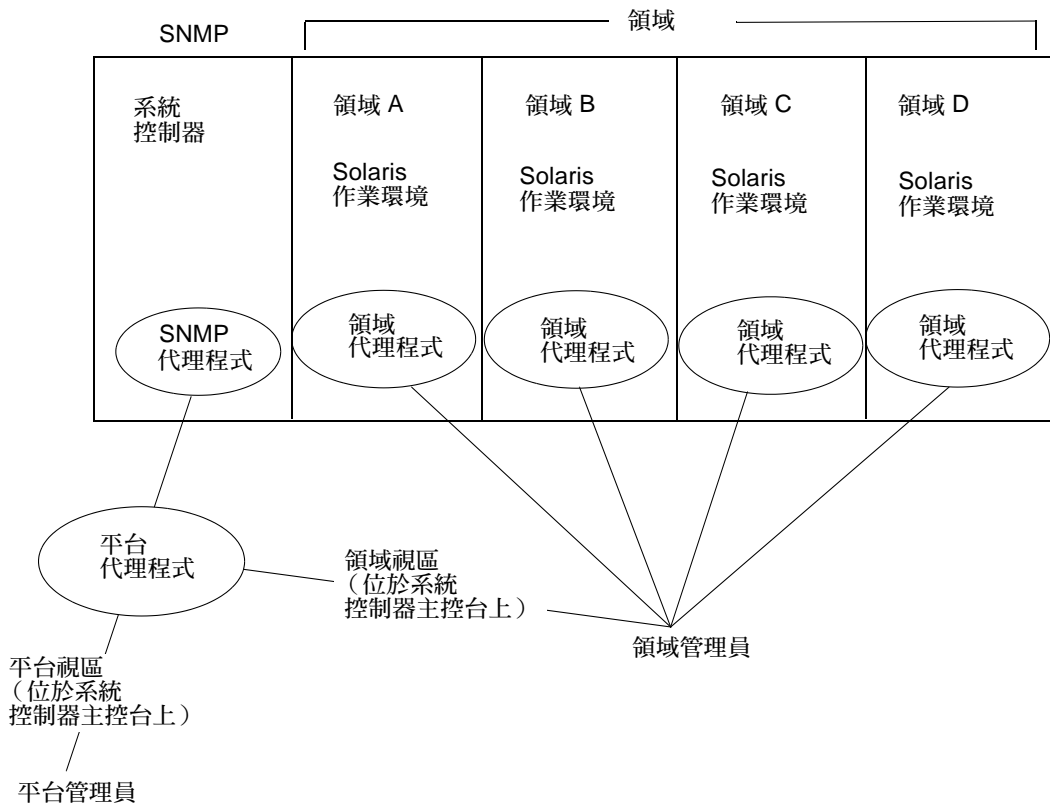 SNMP
領域
系統
控制器
領域 A
領域 B
領域 C
領域 D
Solaris
作業環境
Solaris
作業環境
Solaris
作業環境
Solaris
作業環境
SNMP
代理程式
領域
代理程式
領域
代理程式
領域
代理程式
領域
代理程式
平台
代理程式
領域視區
（位於系統
控制器主控台上）
領域管理員
平台視區
（位於系統
控制器主控台上）
平台管理員